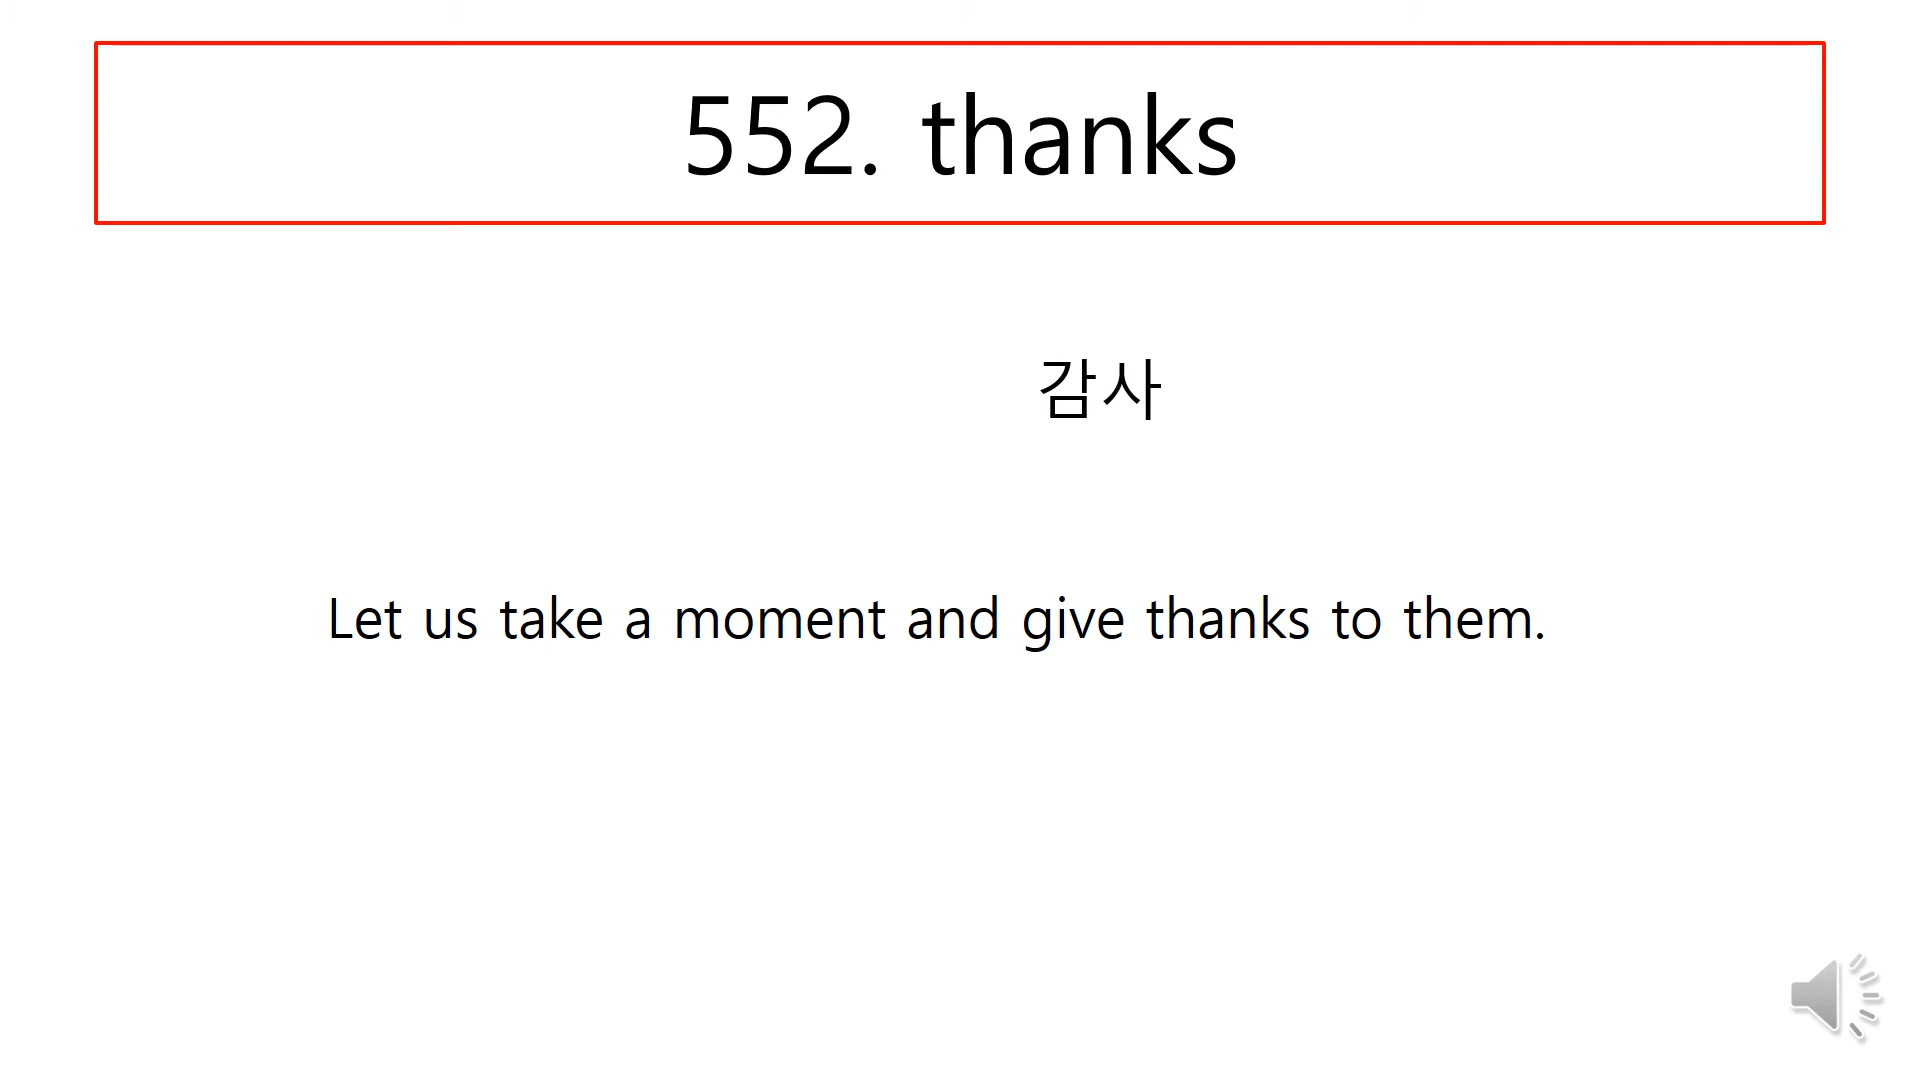 552. thanks
감사
Let us take a moment and give thanks to them.